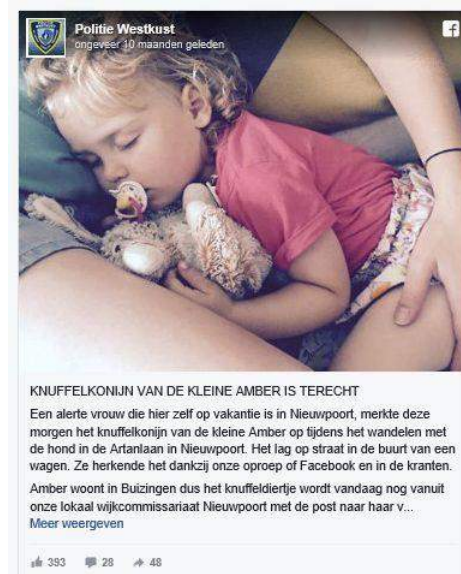 Politie Westkust
ongeveer 10 maanden geleden
KNUFFELKONIJN VAN DE KLEINE AMBER IS TERECHT
Een alerte vrouw die hier zelf op vakantie is in Nieuwpoort, merkte deze
morgen het knuffelkonijn van de kleine Amber op tijdens het wandelen met
de hond in de Artanlaan in Nieuwpoort. Het lag op straat in de buurt van een
wagen. Ze herkende het dankzij onze oproep of Facebook en in de kranten.
Amber woont in Buizingen dus het knuffeldiertje wordt vandaag nog vanuit
onze lokaal wijkcommissariaat Nieuwpoort met de post naar haar v...
Meer weergeven
393 28 48